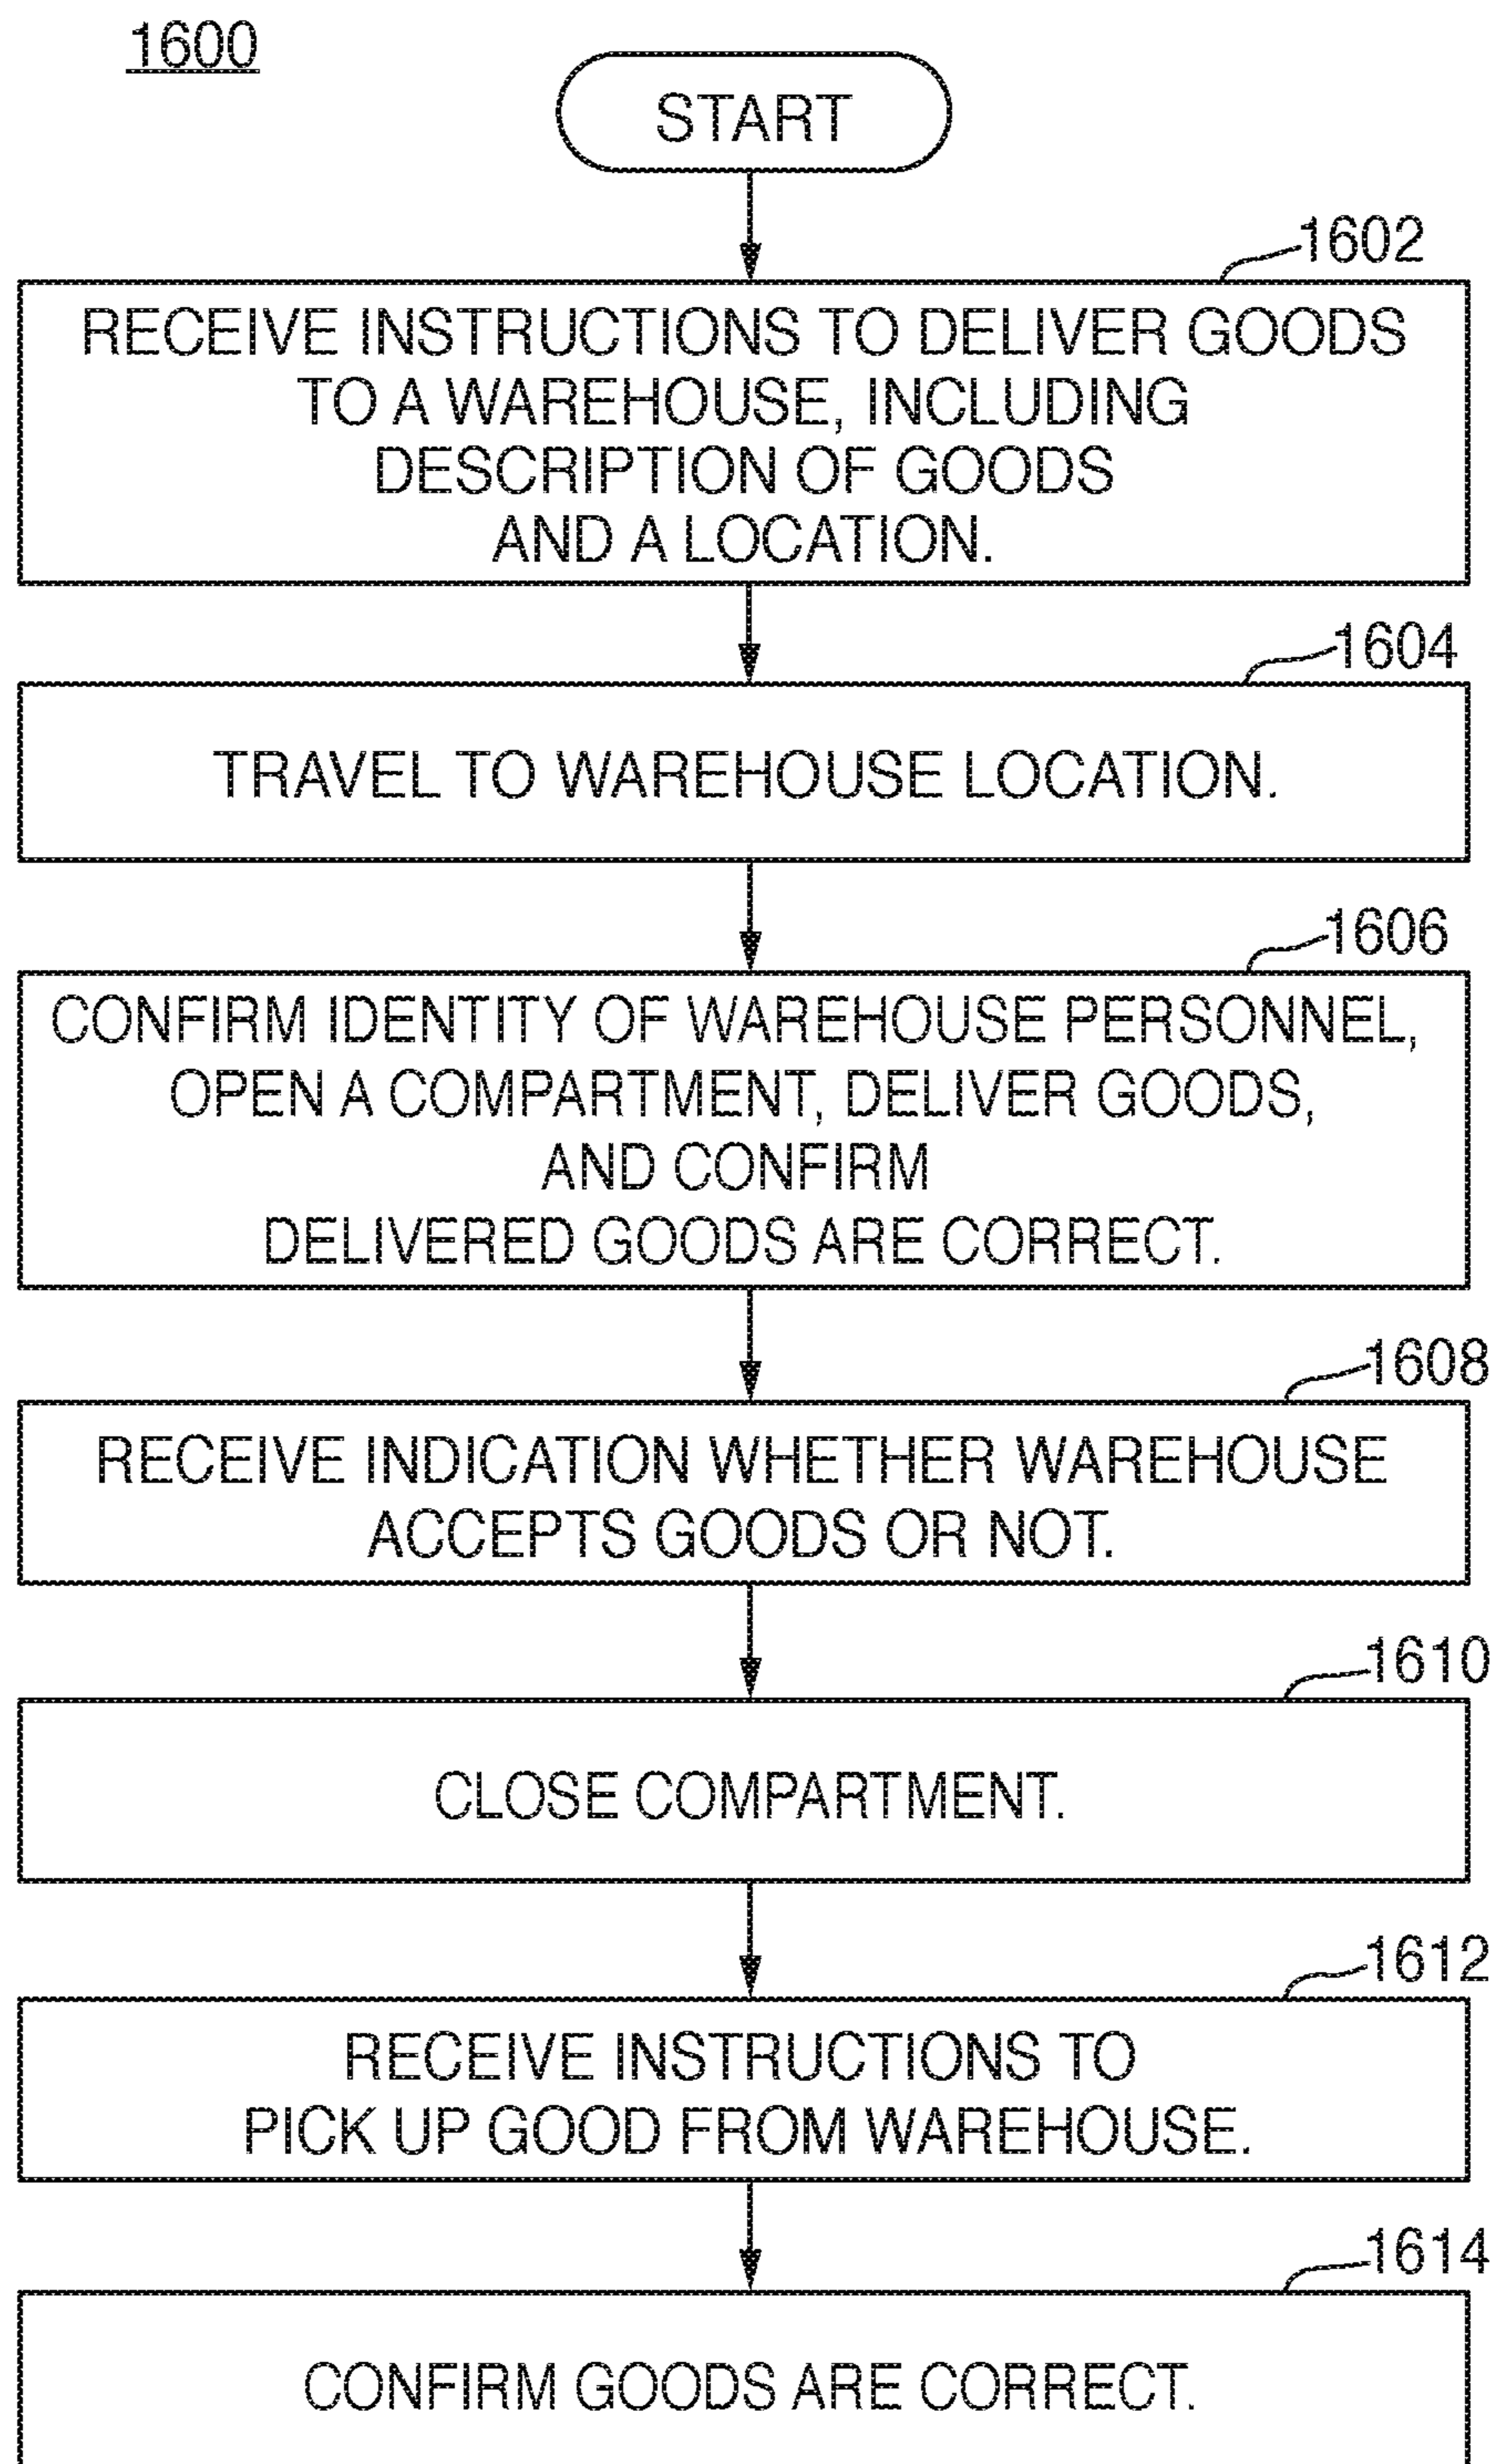 1600
START
1602
RECEIVE INSTRUCTIONS TO DELIVER GOODS
TO A WAREHOUSE, INCLUDING
DESCRIPTION OF GOODS
AND A LOCATION.
1604
TRAVEL TO WAREHOUSE LOCATION.
1606
CONFIRM IDENTITY OF WAREHOUSE PERSONNEL,
OPEN A COMPARTMENT, DELIVER GOODS,
AND CONFIRM
DELIVERED GOODS ARE CORRECT.
1608
RECEIVE INDICATION WHETHER WAREHOUSE
ACCEPTS GOODS OR NOT.
1610
CLOSE COMPARTMENT.
1612
RECEIVE INSTRUCTIONS TO
PICK UP GOOD FROM WAREHOUSE.
1614
CONFIRM GOODS ARE CORRECT.